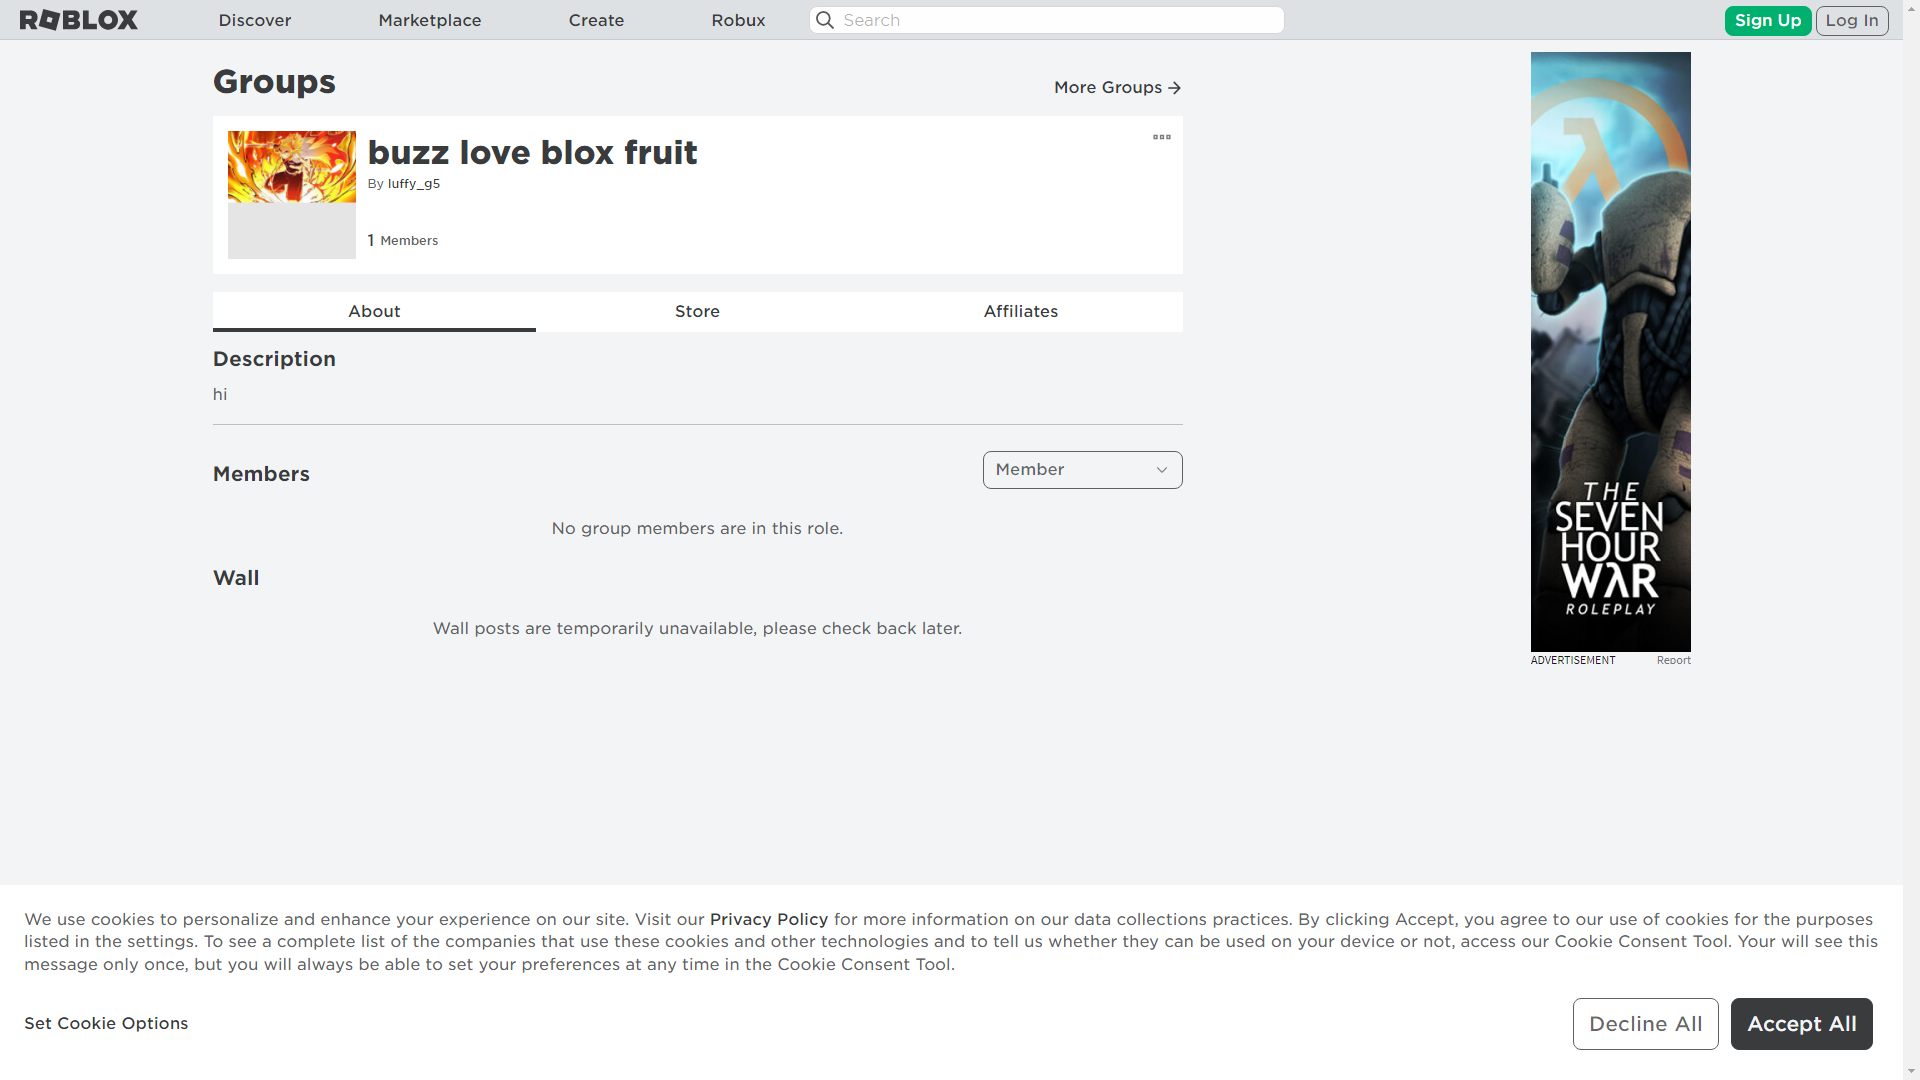 ROBLOX
Discover
Marketplace
Create
Robux
Search
Sign Up
Log In
Groups
More Groups
buzz love blox fruit
By luffy_g5
1 Members
About
Store
Affiliates
Description
hi
Members
Member
No group members are in this role.
Wall
Wall posts are temporarily unavailable, please check back later.
THE
SEVEN
HOUR
WλR
ROLEPLAY
ADVERTISEMENT
Report
We use cookies to personalize and enhance your experience on our site. Visit our Privacy Policy for more information on our data collections practices. By clicking Accept, you agree to our use of cookies for the purposes
listed in the settings. To see a complete list of the companies that use these cookies and other technologies and to tell us whether they can be used on your device or not, access our Cookie Consent Tool. Your will see this
message only once, but you will always be able to set your preferences at any time in the Cookie Consent Tool.
Set Cookie Options
Decline All
Accept All